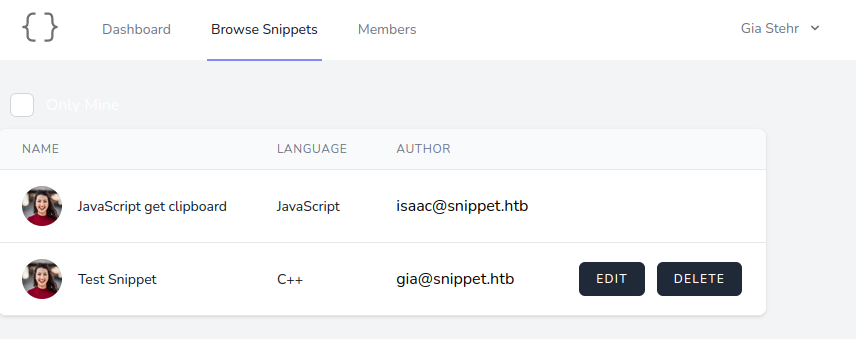 { } Dashboard Browse Snippets Members Gia Stehr
Only Mine
NAME LANGUAGE AUTHOR
JavaScript get clipboard JavaScript isaac@snippet.htb
Test Snippet C++ gia@snippet.htb EDIT DELETE